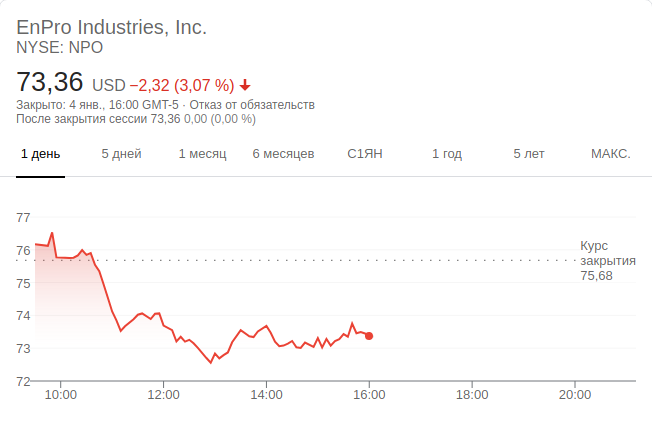 EnPro Industries, Inc.
NYSE: NPO
73,36 USD −2,32 (3,07 %)
Закрыто: 4 янв., 16:00 GMT-5 · Отказ от обязательств
После закрытия сессии 73,36 0,00 (0,00 %)
1 день 5 дней 1 месяц 6 месяцев С1ЯН 1 год 5 лет МАКС.
77
76
75
74
73
72
Курс
закрытия
75,68
10:00 12:00 14:00 16:00 18:00 20:00